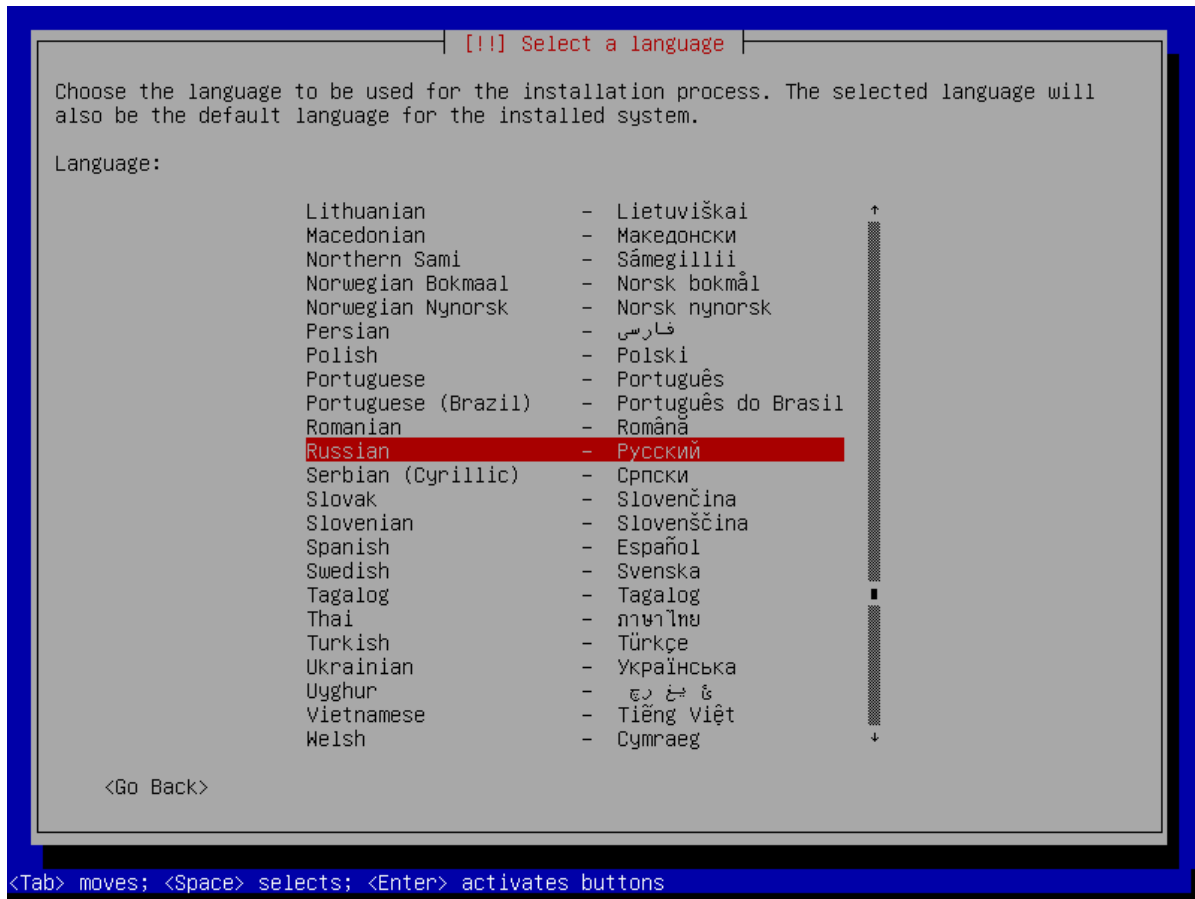 [!!] Select a language
Choose the language to be used for the installation process. The selected language will
also be the default language for the installed system.
Language:
Lithuanian - Lietuviškai
Macedonian - Македонски
Northern Sami - Sámegillii
Norwegian Bokmaal - Norsk bokmål
Norwegian Nynorsk - Norsk nynorsk
Persian - فارسی
Polish - Polski
Portuguese - Português
Portuguese (Brazil) - Português do Brasil
Romanian - Română
Russian - Русский
Serbian (Cyrillic) - Српски
Slovak - Slovenčina
Slovenian - Slovenščina
Spanish - Español
Swedish - Svenska
Tagalog - Tagalog
Thai - ภาษาไทย
Turkish - Türkçe
Ukrainian - Українська
Uyghur -
Vietnamese - Tiếng Việt
Welsh - Cymraeg
<Go Back>
<Tab> moves; <Space> selects; <Enter> activates buttons